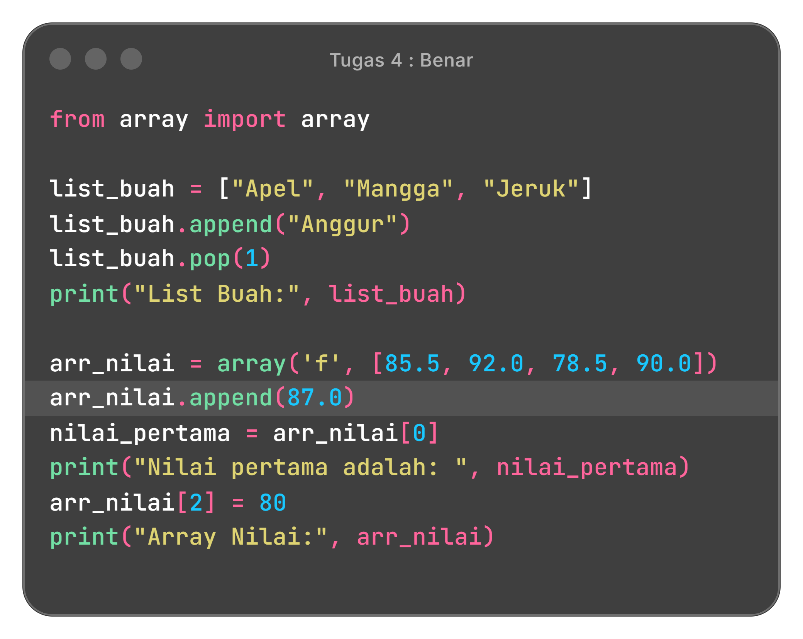 Tugas 4 : Benar
from array import array
list_buah = ["Apel", "Mangga", "Jeruk"]
list_buah.append("Anggur")
list_buah.pop(1)
print("List Buah:", list_buah)
arr_nilai = array('f', [85.5, 92.0, 78.5, 90.0])
arr_nilai.append(87.0)
nilai_pertama = arr_nilai[0]
print("Nilai pertama adalah: ", nilai_pertama)
arr_nilai[2] = 80
print("Array Nilai:", arr_nilai)